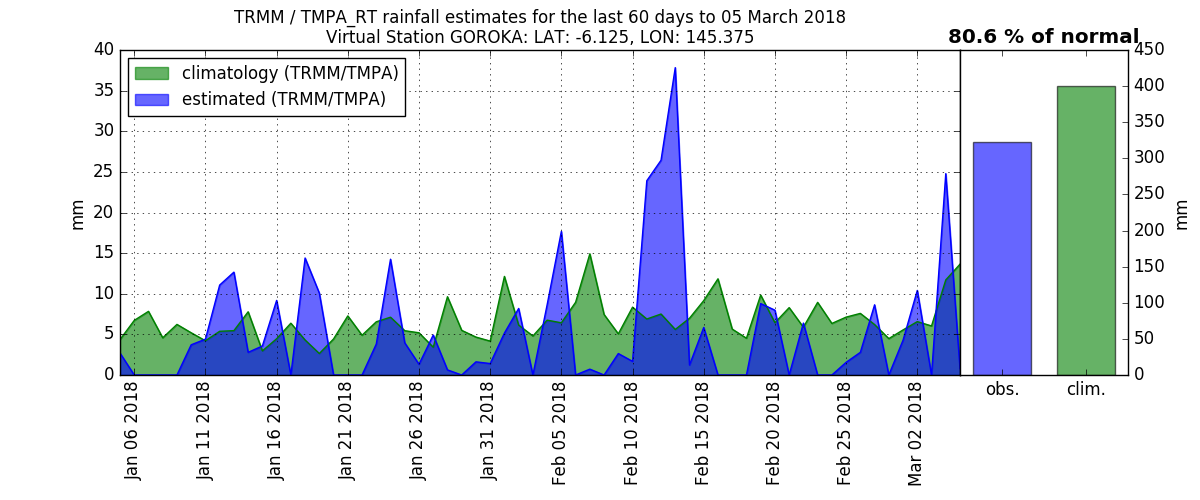 TRMM / TMPA_RT rainfall estimates for the last 60 days to 05 March 2018
Virtual Station GOROKA: LAT: -6.125, LON: 145.375
80.6 % of normal
climatology (TRMM/TMPA)
estimated (TRMM/TMPA)
40
35
30
25
20
15
10
5
0
mm
Jan 06 2018
Jan 11 2018
Jan 16 2018
Jan 21 2018
Jan 26 2018
Jan 31 2018
Feb 05 2018
Feb 10 2018
Feb 15 2018
Feb 20 2018
Feb 25 2018
Mar 02 2018
obs.
clim.
450
400
350
300
250
200
150
100
50
0
mm